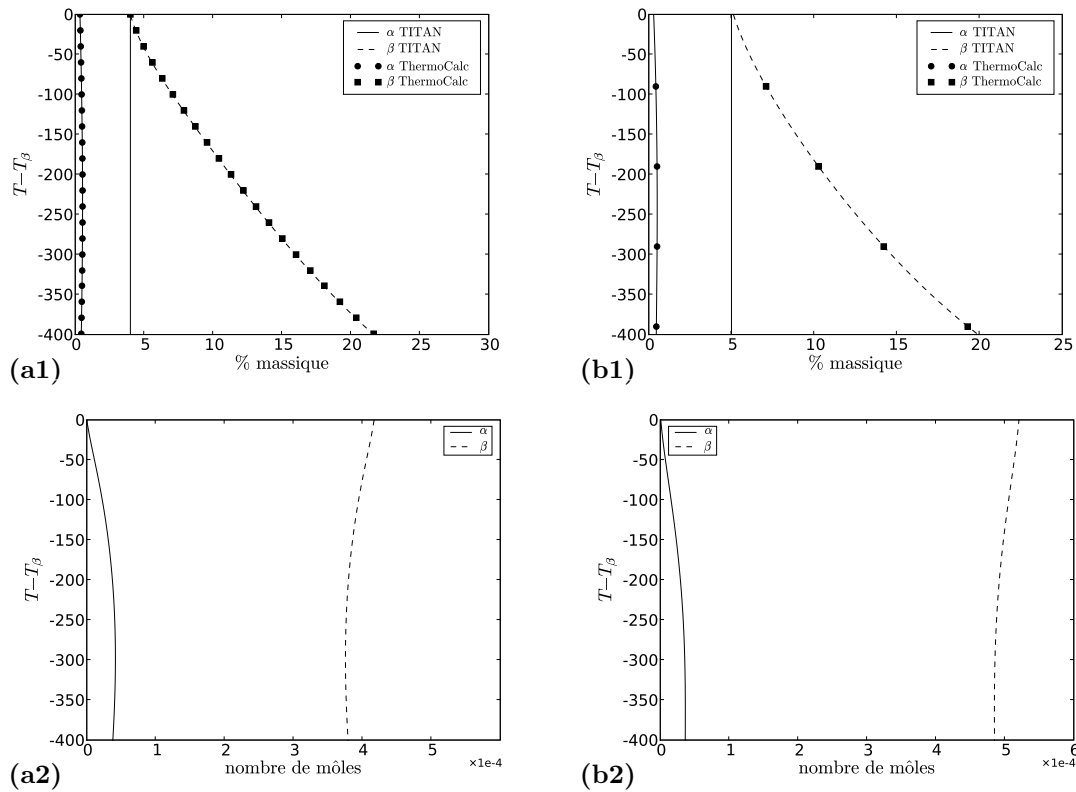 0
-50
-100
-150
-200
-250
-300
-350
-400
T−Tβ
α TITAN
β TITAN
α ThermoCalc
β ThermoCalc
0 5 10 15 20 25 30
% massique
(a1)
0
-50
-100
-150
-200
-250
-300
-350
-400
T−Tβ
α TITAN
β TITAN
α ThermoCalc
β ThermoCalc
0 5 10 15 20 25
% massique
(b1)
0
-50
-100
-150
-200
-250
-300
-350
-400
T−Tβ
α
β
0 1 2 3 4 5
nombre de môles
×1e-4
(a2)
0
-50
-100
-150
-200
-250
-300
-350
-400
T−Tβ
α
β
0 1 2 3 4 5 6
nombre de môles
×1e-4
(b2)